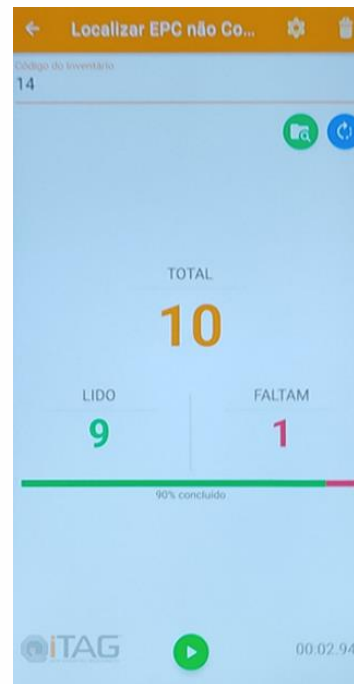 Localizar EPC não Co...
Código do Inventário
14
TOTAL
10
LIDO
FALTAM
9
1
90% concluído
iTAG
00:02.94